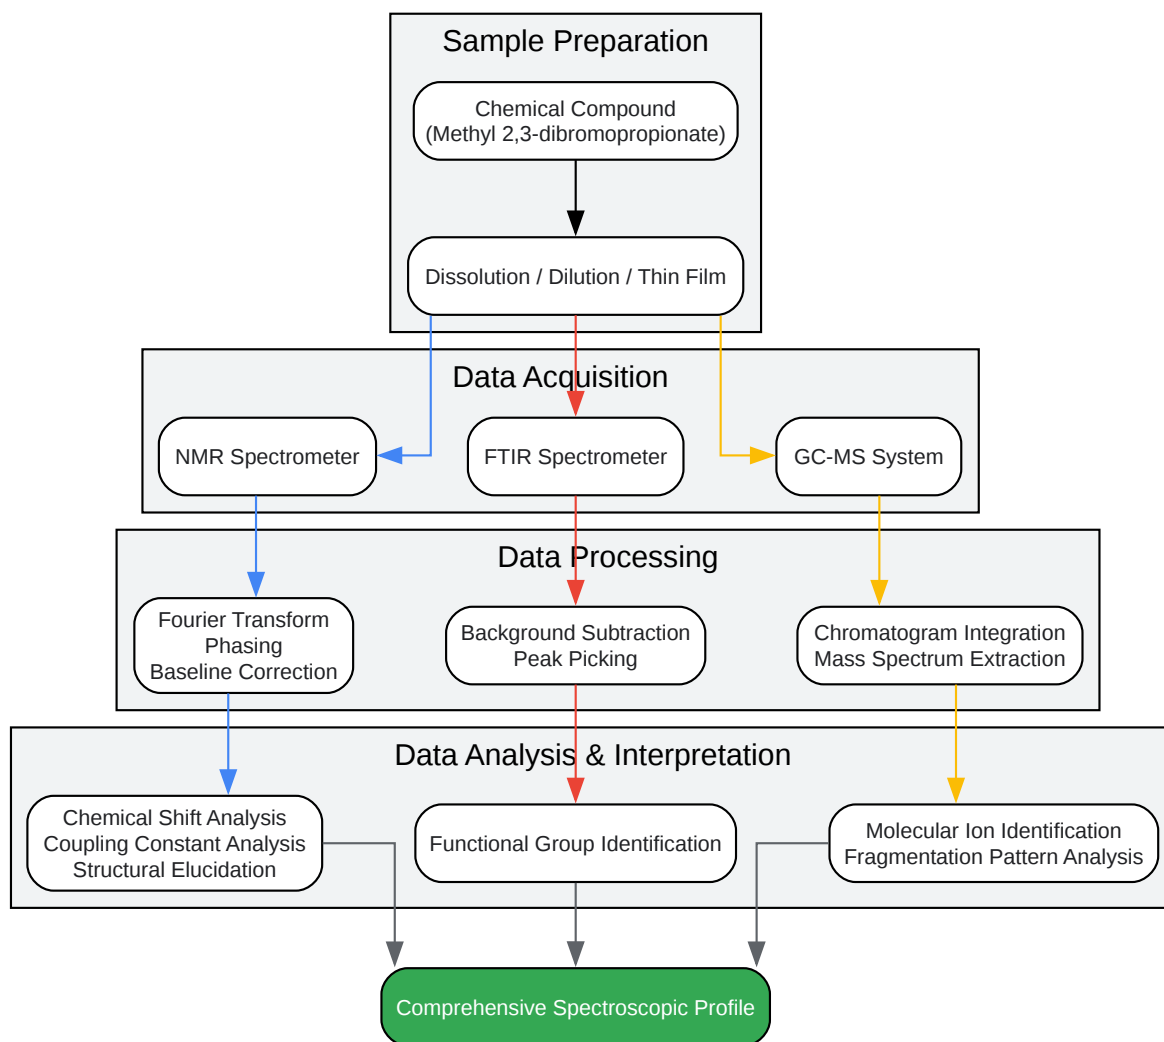 Sample Preparation
Chemical Compound
(Methyl 2,3-dibromopropionate)
Dissolution / Dilution / Thin Film
Data Acquisition
NMR Spectrometer
FTIR Spectrometer
GC-MS System
Data Processing
Fourier Transform
Phasing
Baseline Correction
Background Subtraction
Peak Picking
Chromatogram Integration
Mass Spectrum Extraction
Data Analysis & Interpretation
Chemical Shift Analysis
Coupling Constant Analysis
Structural Elucidation
Functional Group Identification
Molecular Ion Identification
Fragmentation Pattern Analysis
Comprehensive Spectroscopic Profile